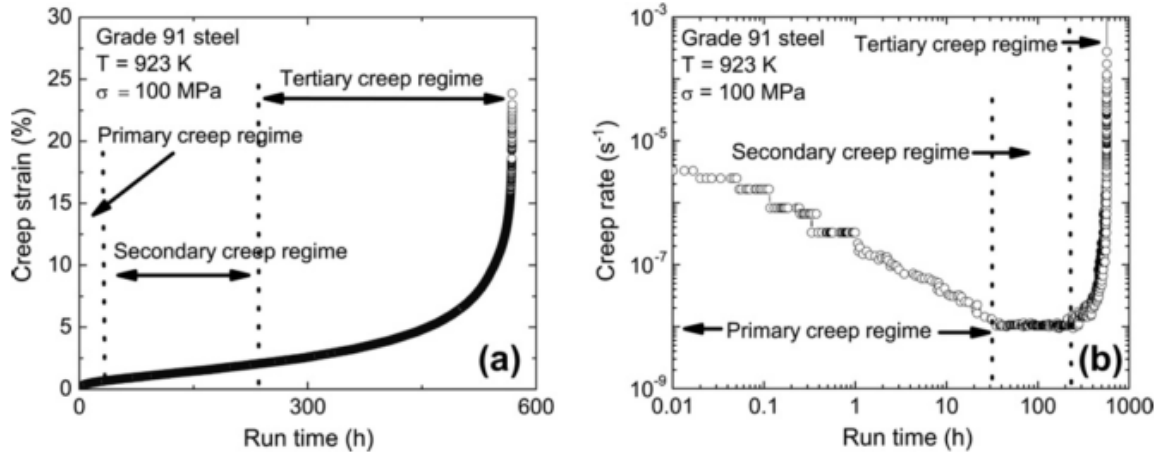 Grade 91 steel
T = 923 K
σ = 100 MPa
Tertiary creep regime
Primary creep regime
Secondary creep regime
Creep strain (%)
30
25
20
15
10
5
0
0 300 600
Run time (h)
(a)
Grade 91 steel
T = 923 K
σ = 100 MPa
Tertiary creep regime
Secondary creep regime
Primary creep regime
Creep rate (s⁻¹)
10⁻³
10⁻⁵
10⁻⁷
10⁻⁹
0.01 0.1 1 10 100 1000
Run time (h)
(b)